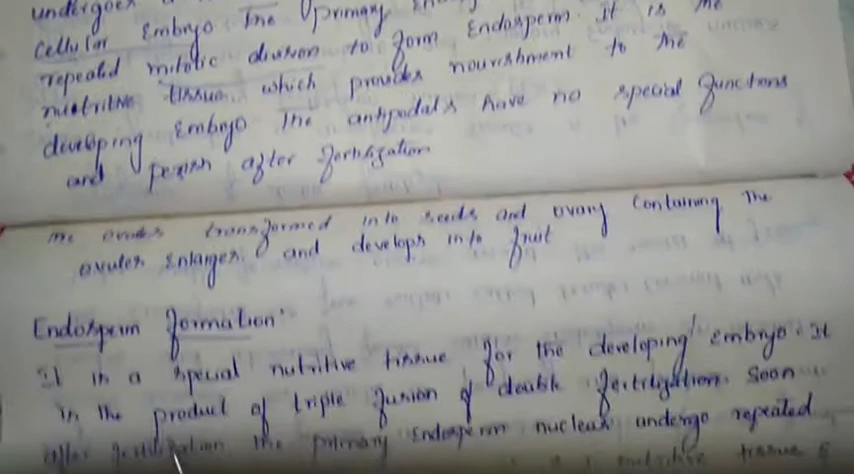 undergoes a
cellular Embryo The primary
repeated mitotic division to form Endosperm. It is the
nutritive tissue which provides nourishment to the
developing Embryo The antipodals have no special functions
and perish after fertilization
The ovules transformed into seeds and ovary containing The
ovules Enlarges and develops into fruit
Endosperm formation:
It is a special nutritive tissue for the developing embryo. It
is the product of triple fusion of double fertilization. Soon
after fertilization the primary Endosperm nucleus undergo repeated
nutritive tissue